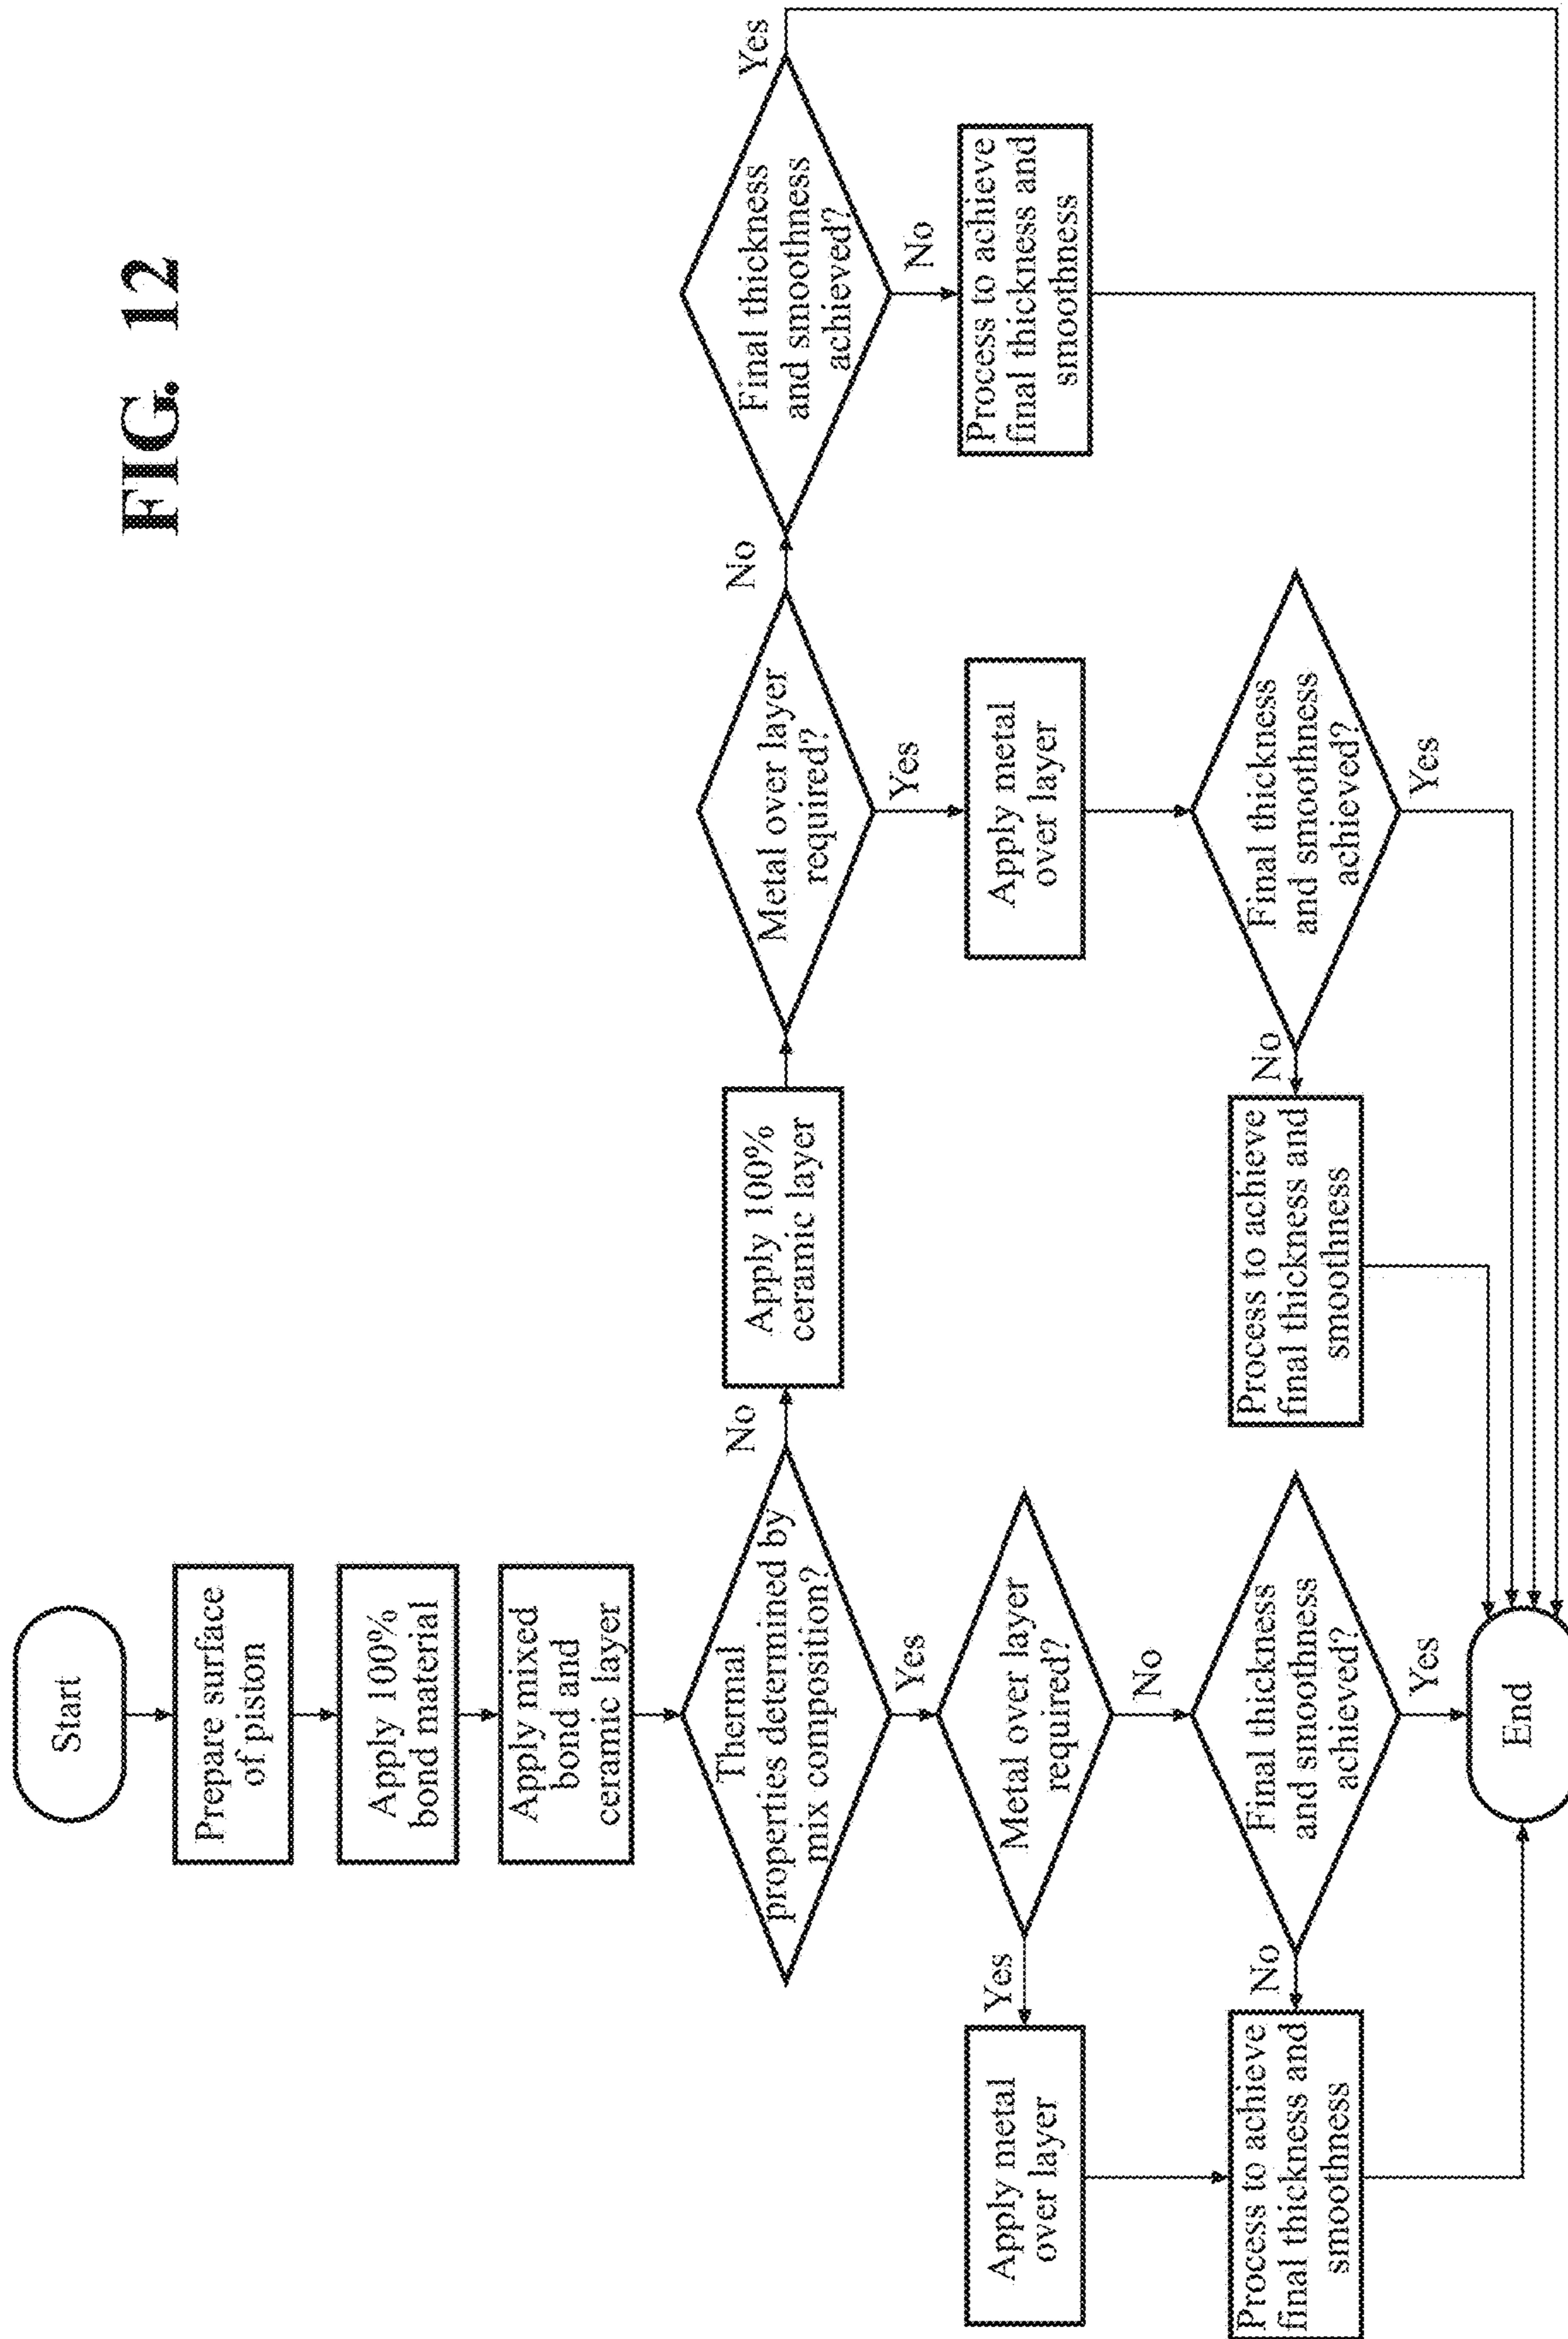 FIG. 12
Start
Prepare surface
of piston
Apply 100%
bond material
Apply mixed
bond and
ceramic layer
Thermal
properties determined by
mix composition?
No
Apply 100%
ceramic layer
Metal over layer
required?
No
Final thickness
and smoothness
achieved?
Yes
No
Process to achieve
final thickness and
smoothness
Yes
Apply metal
over layer
Final thickness
and smoothness
achieved?
Yes
No
Process to achieve
final thickness and
smoothness
Yes
Metal over layer
required?
Yes
Apply metal
over layer
No
Final thickness
and smoothness
achieved?
No
Process to achieve
final thickness and
smoothness
Yes
End